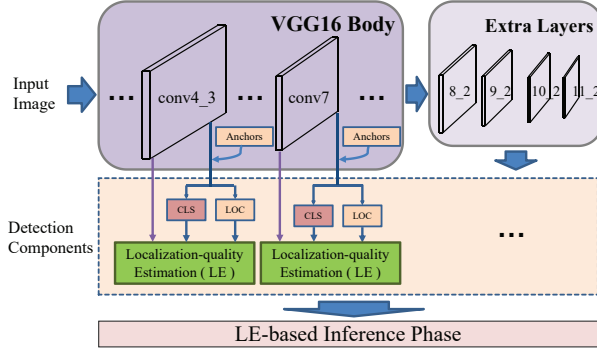 VGG16 Body
Extra Layers
Input
Image
...
conv4_3
...
conv7
...
8_2
9_2
10_2
11_2
Anchors
Anchors
Detection
Components
CLS
LOC
CLS
LOC
...
Localization-quality
Estimation ( LE )
Localization-quality
Estimation ( LE )
LE-based Inference Phase